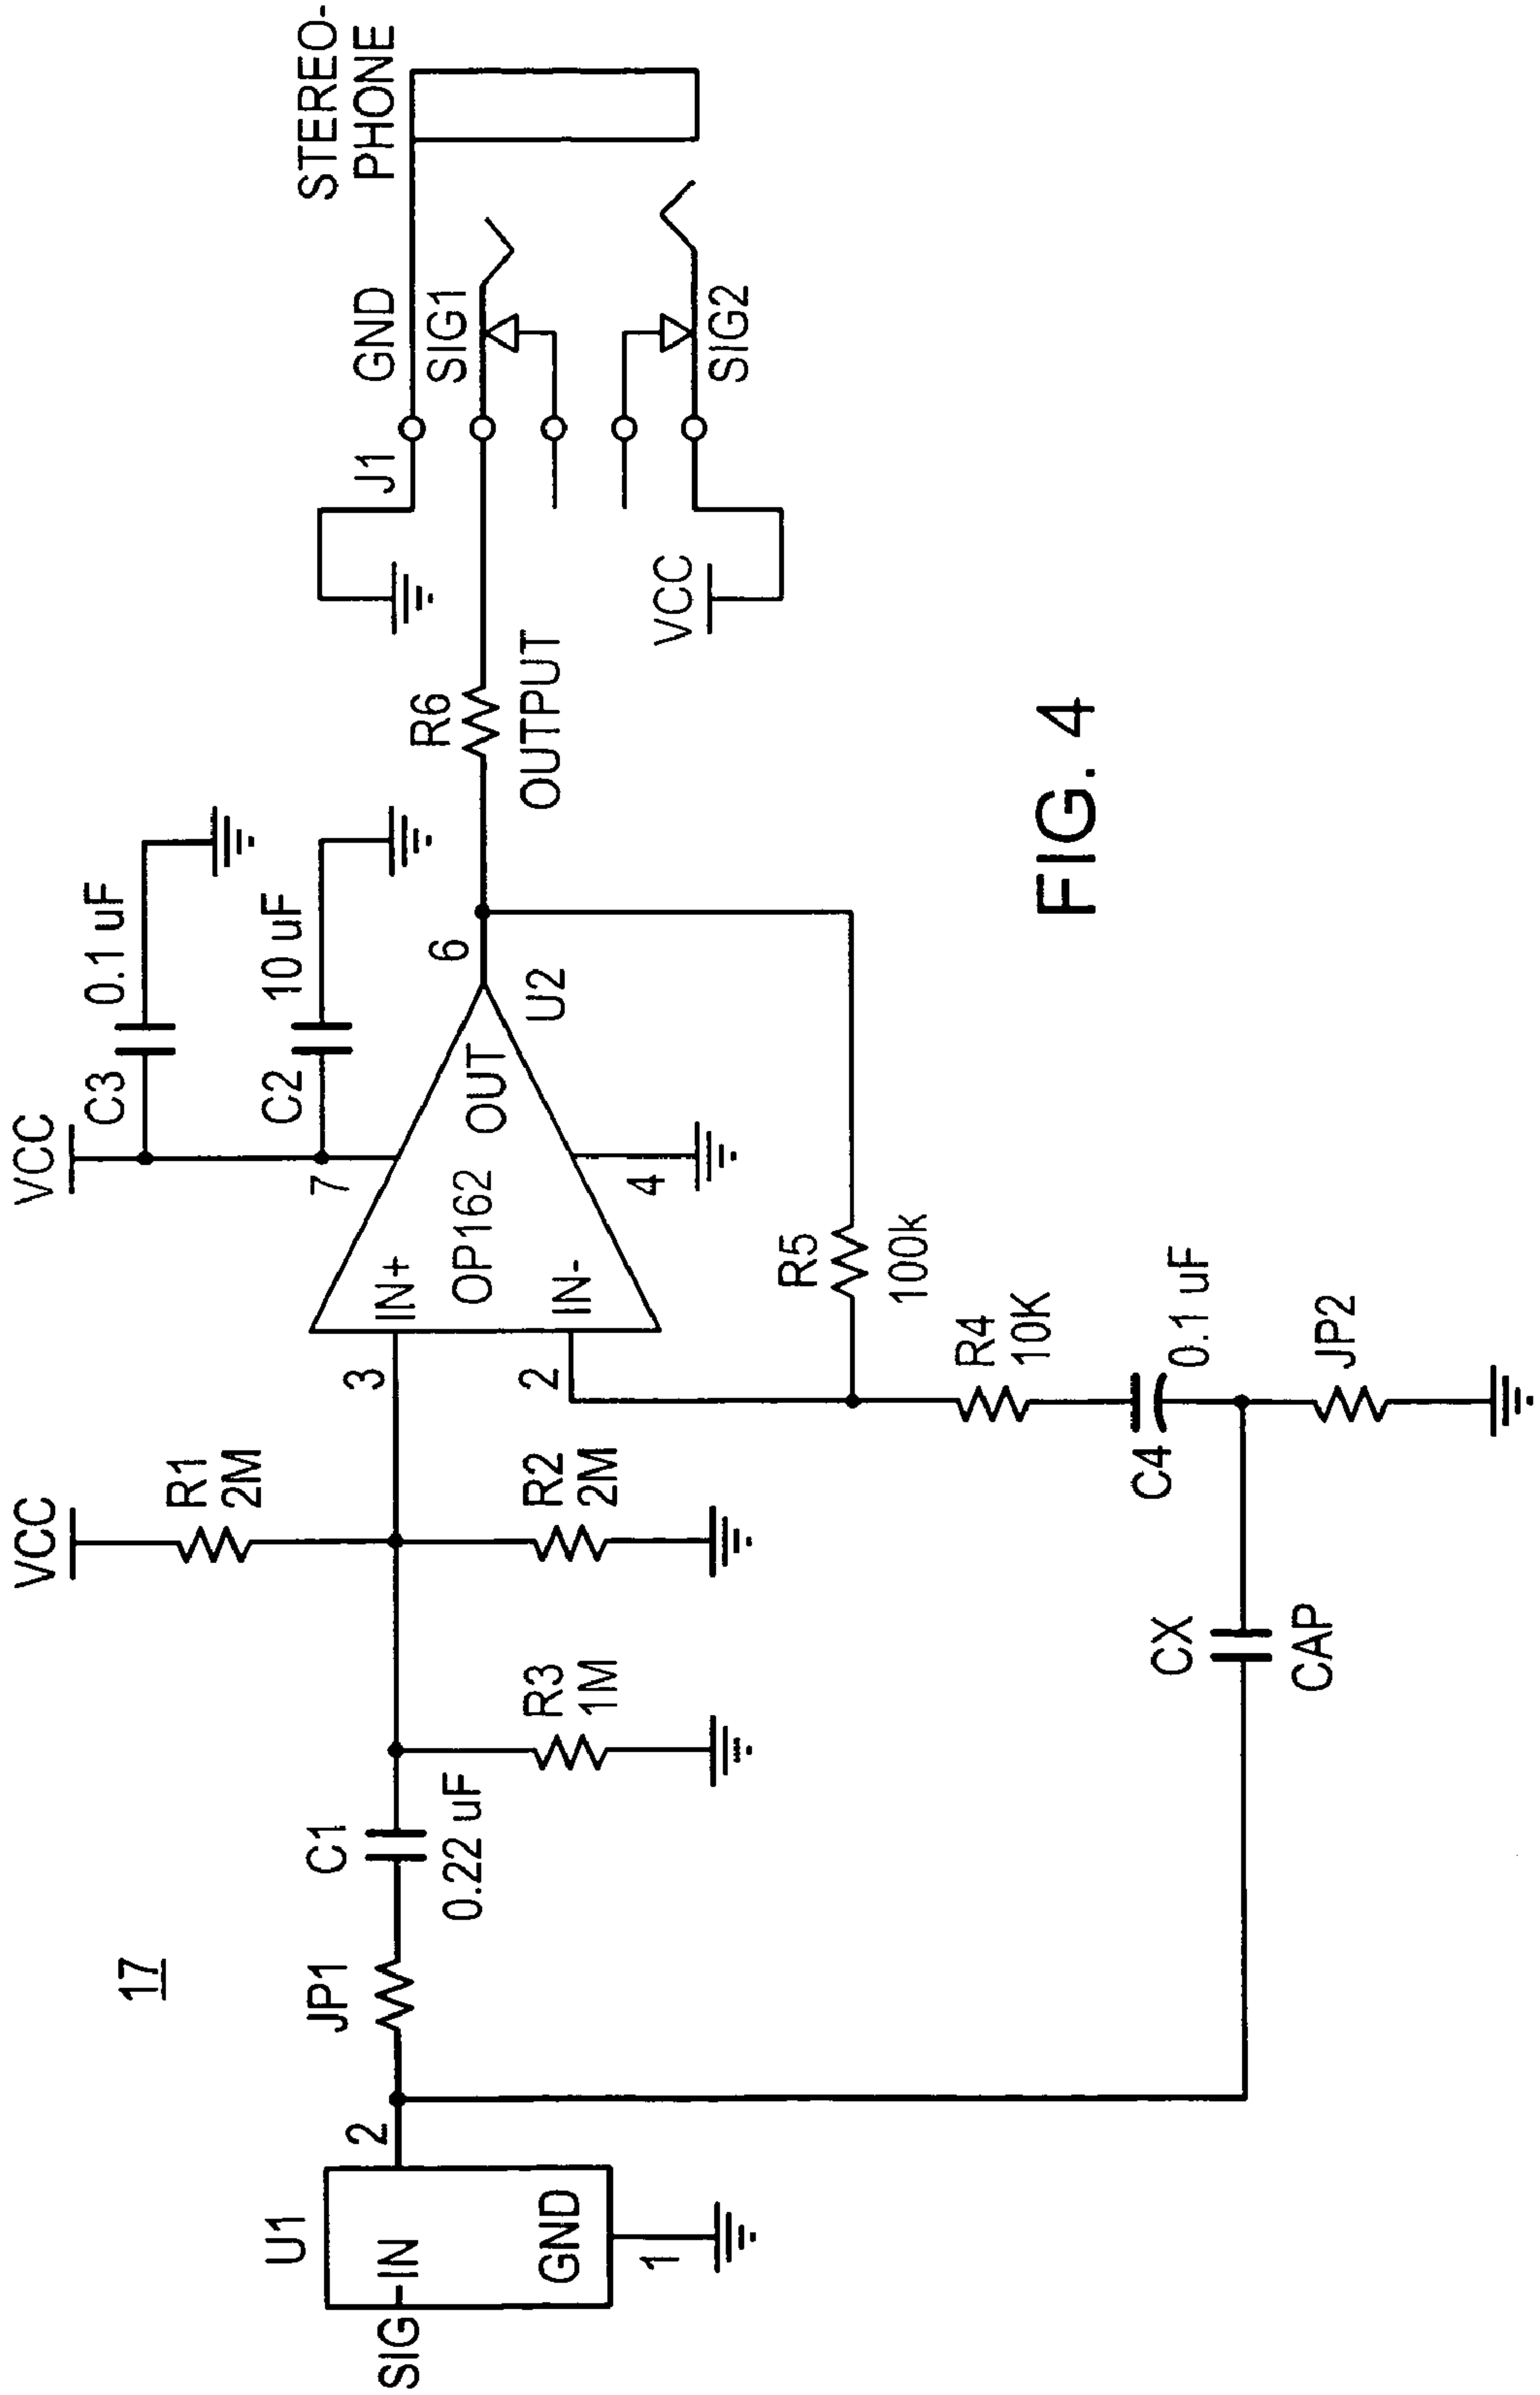 17
U1
SIG-IN
GND
1
2
JP1
C1
0.22 uF
R3
1M
VCC
R1
2M
R2
2M
3
2
IN+
IN-
OP162
OUT
U2
7
4
6
VCC
C3
0.1 uF
C2
10 uF
R5
100k
R4
10K
C4
0.1 uF
JP2
CX
CAP
R6
OUTPUT
J1
GND
SIG1
SIG2
VCC
STEREO-
PHONE
FIG. 4